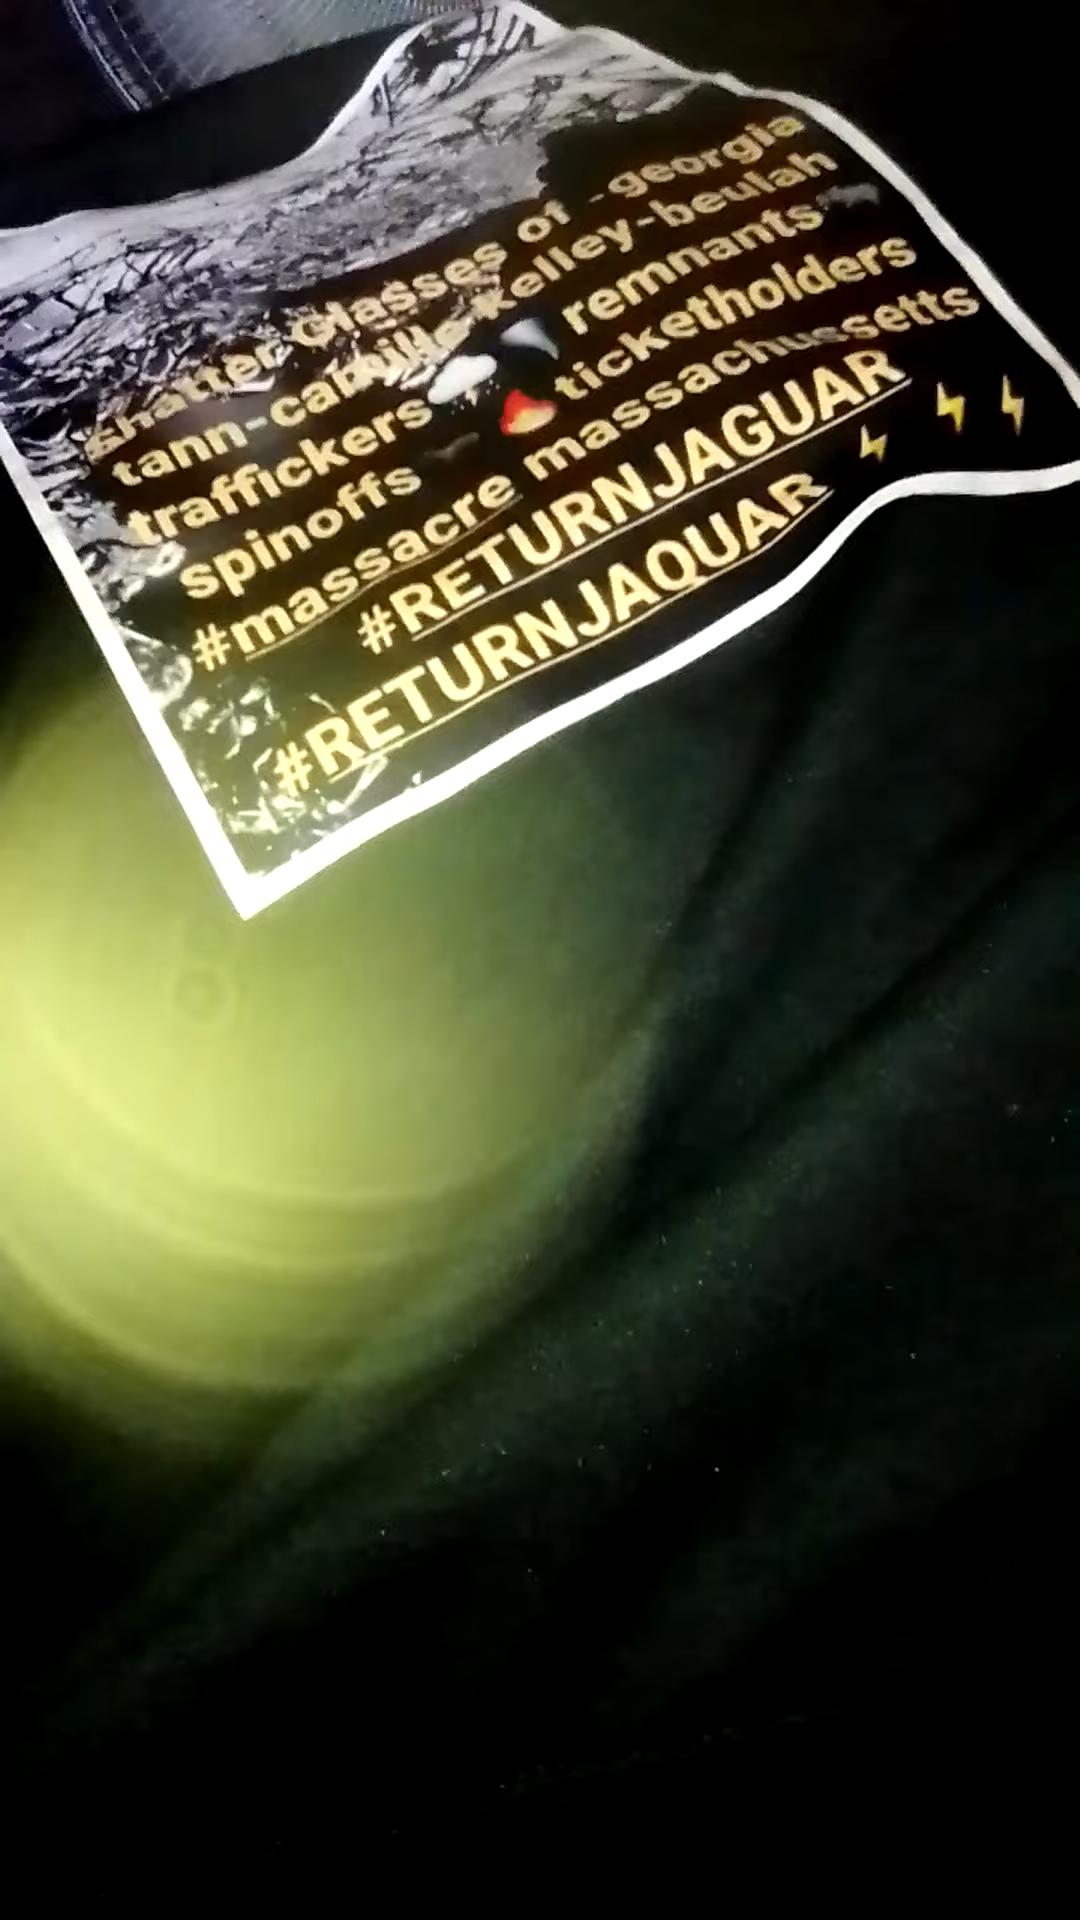 Shatter Glasses of -georgia
tann-camille Kelley-beulah
traffickers🌨️🌪️ remnants
spinoffs ticketholders
#massacre massachussetts
#RETURNJAGUAR ⚡⚡⚡
#RETURNJAQUAR